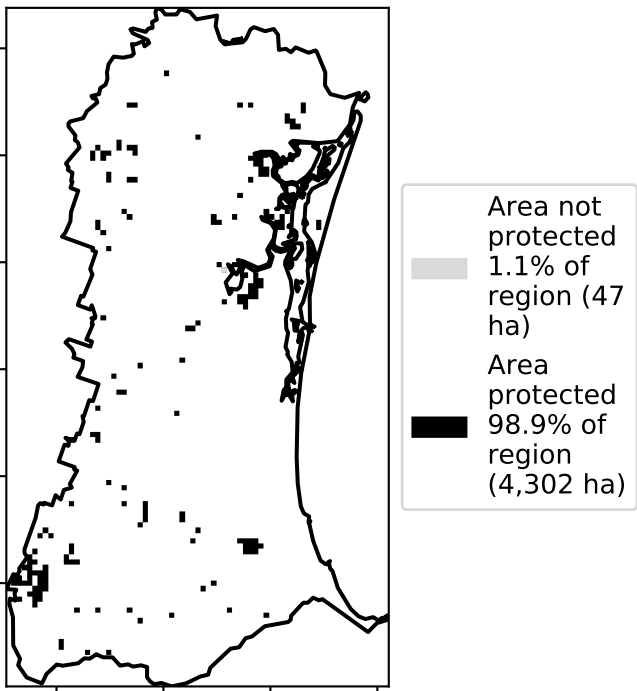 Area not
protected
1.1% of
region (47
ha)
Area
protected
98.9% of
region
(4,302 ha)